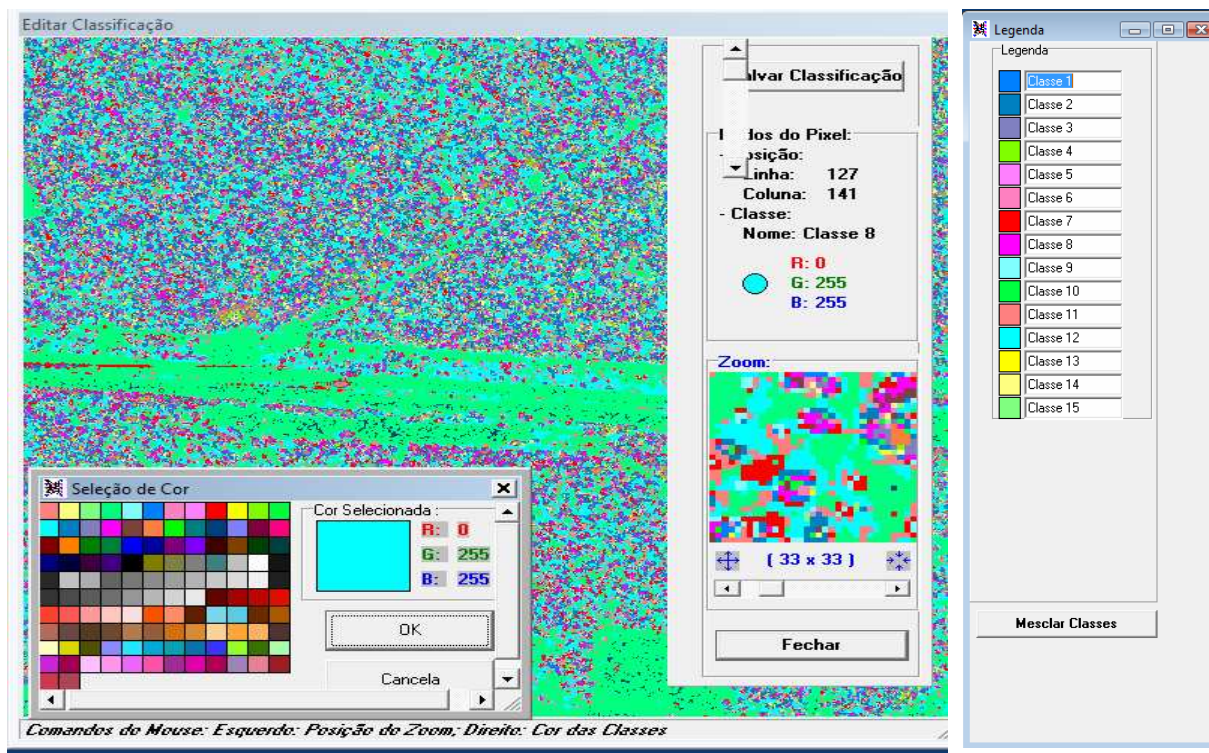 Editar Classificação
alvar Classificação
dos do Pixel:
Linha: 127
Coluna: 141
- Classe:
Nome: Classe 8
R: 0
G: 255
B: 255
Zoom:
( 33 x 33 )
Fechar
Seleção de Cor
Cor Selecionada :
R: 0
G: 255
B: 255
OK
Cancela
Comandos do Mouse: Esquerdo: Posição do Zoom; Direito: Cor das Classes
Legenda
Legenda
Classe 1
Classe 2
Classe 3
Classe 4
Classe 5
Classe 6
Classe 7
Classe 8
Classe 9
Classe 10
Classe 11
Classe 12
Classe 13
Classe 14
Classe 15
Mesclar Classes